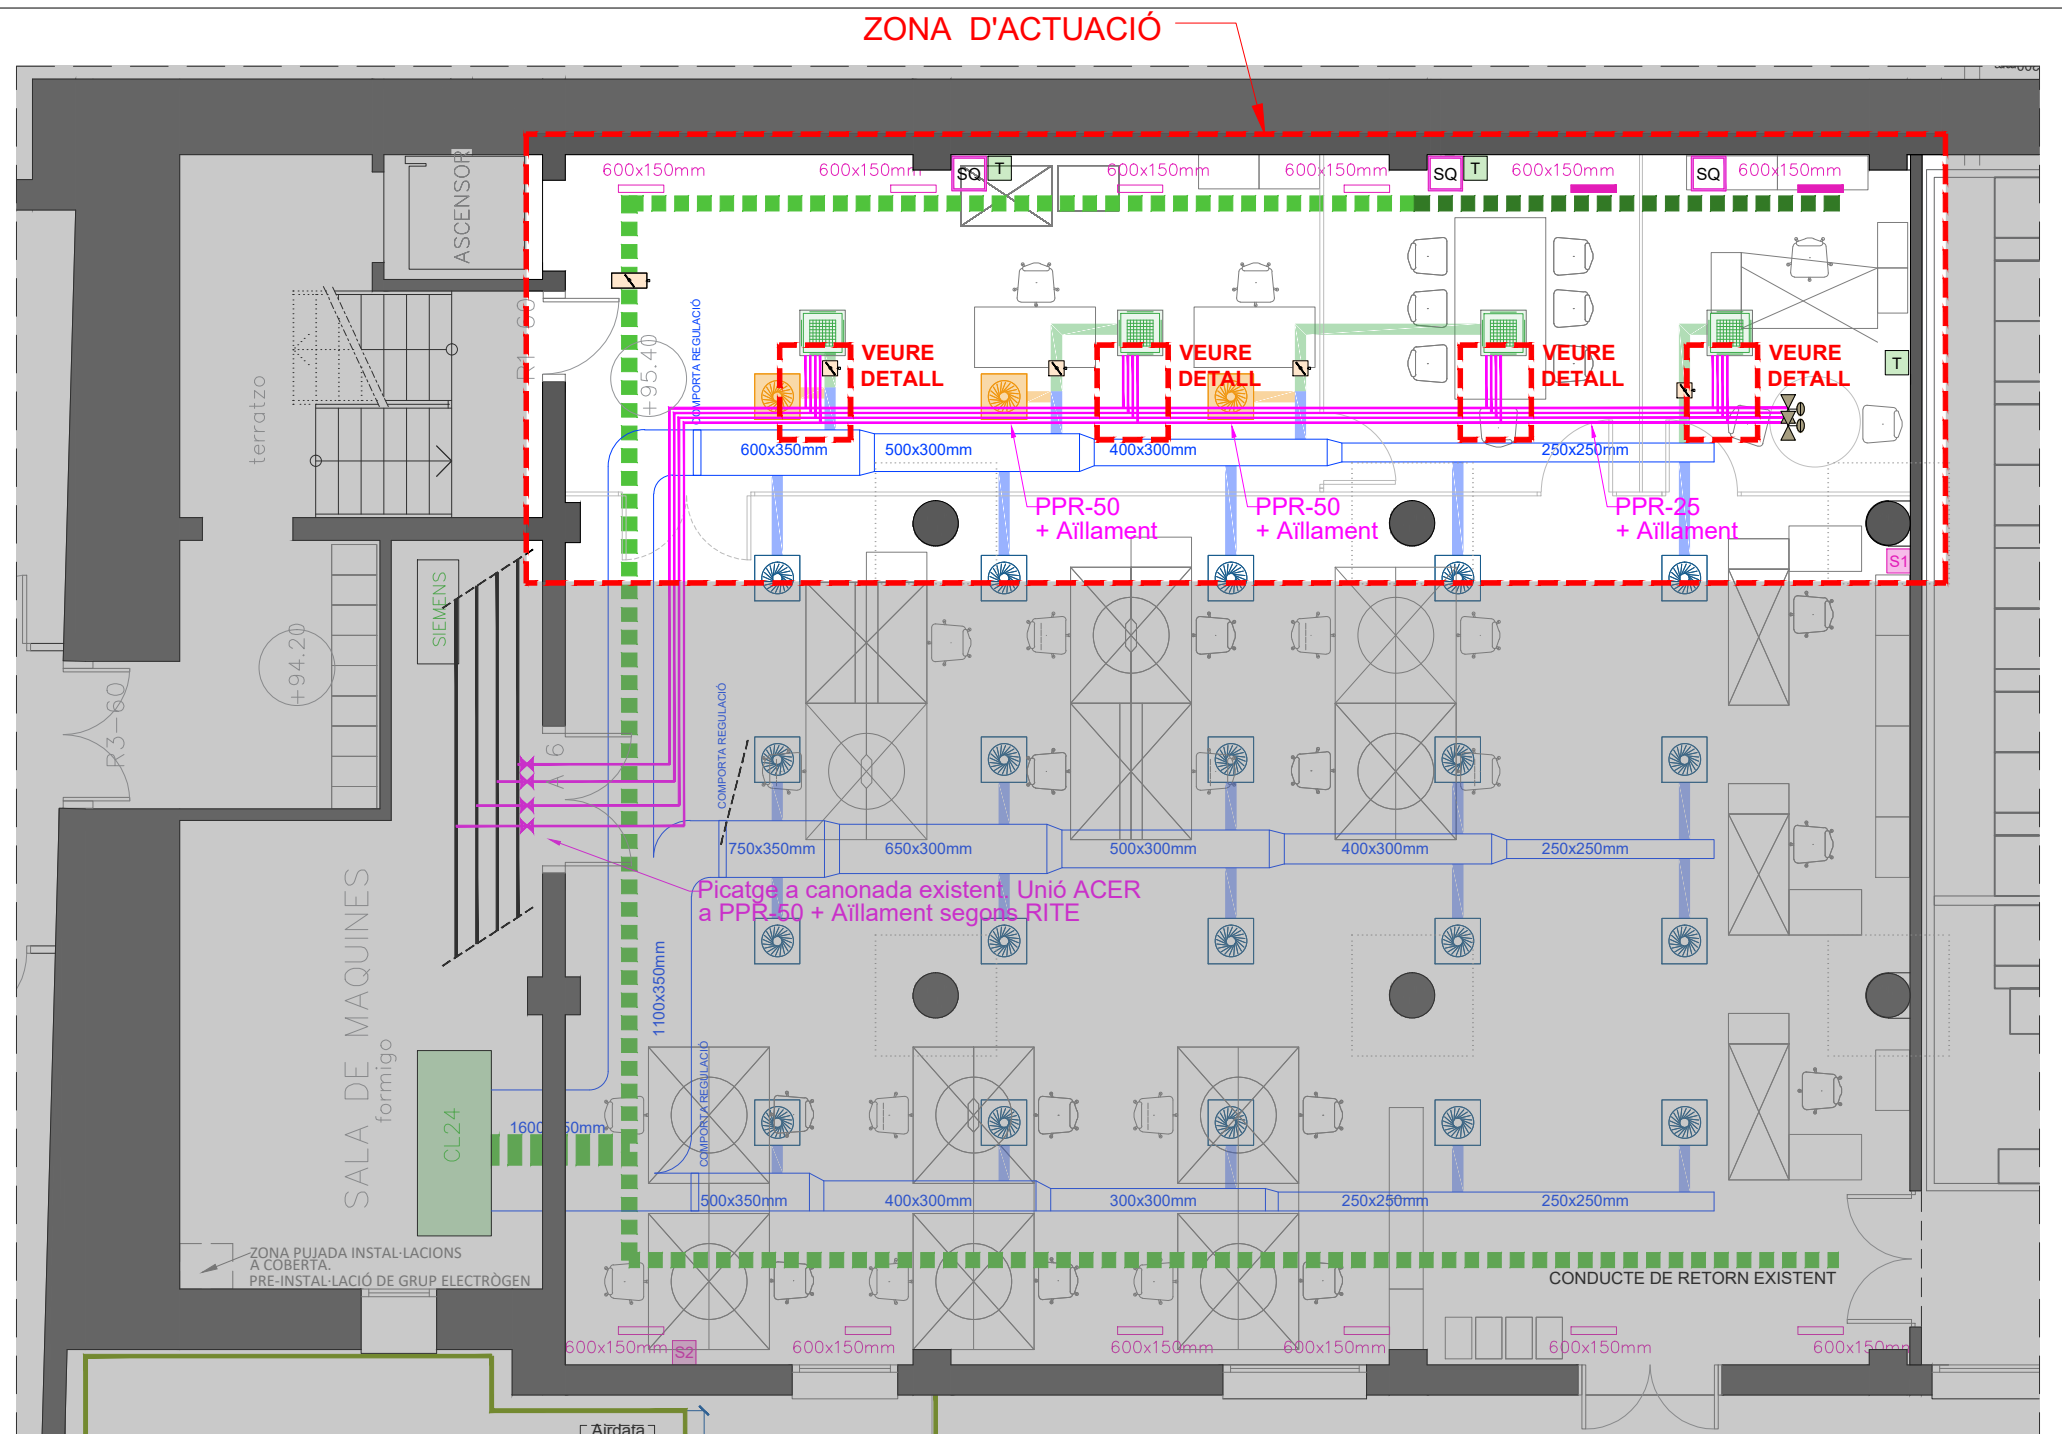 ZONA D'ACTUACIÓ
600x150mm
600x150mm
SQ
T
600x150mm
600x150mm
SQ
T
600x150mm
SQ
600x150mm
ASCENSOR
+95.40
COMPORTA REGULACIÓ
VEURE
DETALL
VEURE
DETALL
VEURE
DETALL
VEURE
DETALL
T
terratzo
600x350mm
500x300mm
400x300mm
250x250mm
PPR-50
+ Aïllament
PPR-50
+ Aïllament
PPR-25
+ Aïllament
S1
SIEMENS
+94.20
R3-60
A 6
COMPORTA REGULACIÓ
750x350mm
650x300mm
500x300mm
400x300mm
250x250mm
Picatge a canonada existent. Unió ACER
a PPR-50 + Aïllament segons RITE
SALA DE MAQUINES
formigo
1100x350mm
COMPORTA REGULACIÓ
CL24
500x350mm
400x300mm
300x300mm
250x250mm
250x250mm
ZONA PUJADA INSTAL·LACIONS
A COBERTA.
PRE-INSTAL·LACIÓ DE GRUP ELECTRÒGEN
CONDUCTE DE RETORN EXISTENT
600x150mm
S2
600x150mm
600x150mm
600x150mm
600x150mm
600x150mm
Airdata